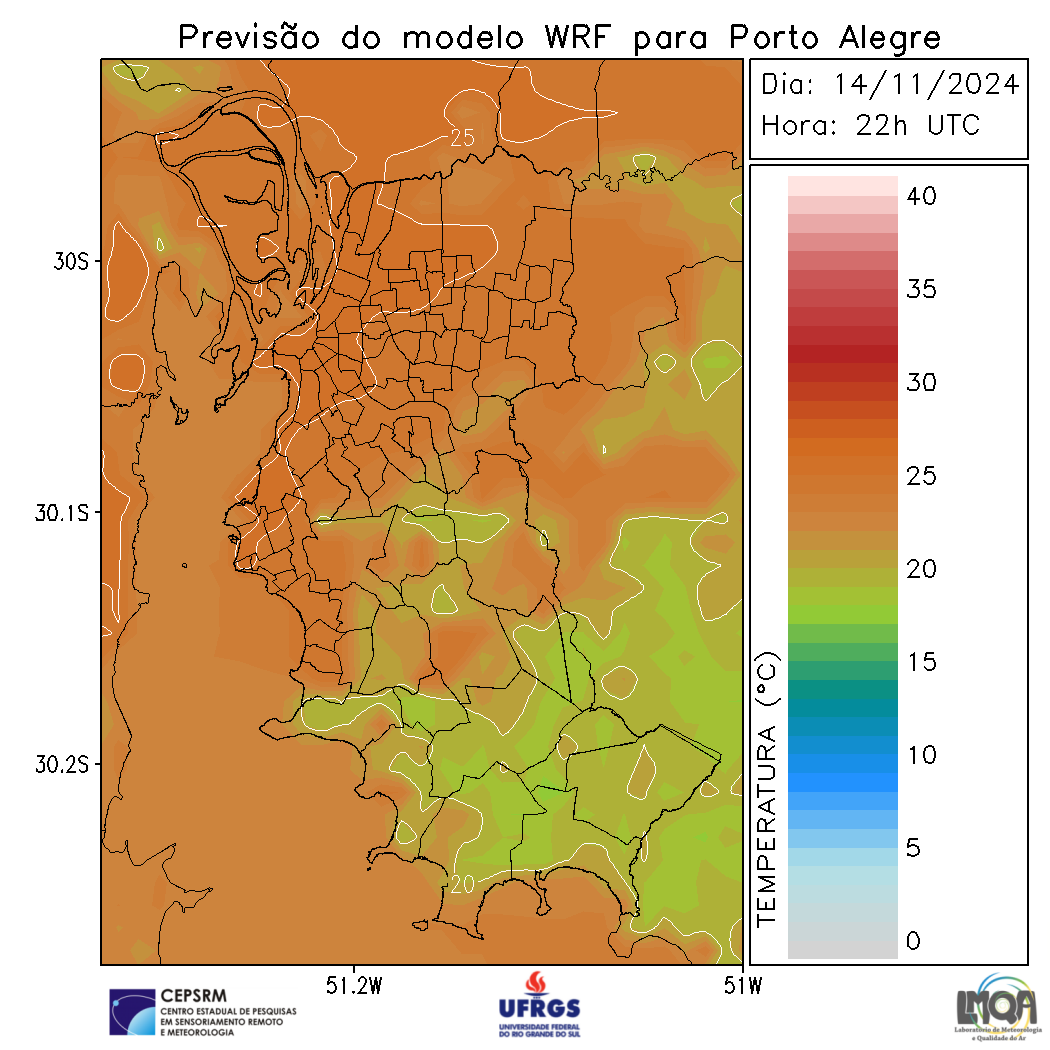 Previsão do modelo WRF para Porto Alegre
Dia: 14/11/2024
Hora: 22h UTC
25
20
30S
30.1S
30.2S
51.2W
51W
TEMPERATURA (°C)
40
35
30
25
20
15
10
5
0
CEPSRM
CENTRO ESTADUAL DE PESQUISAS
EM SENSORIAMENTO REMOTO
E METEOROLOGIA
UFRGS
UNIVERSIDADE FEDERAL
DO RIO GRANDE DO SUL
LMQA
Laboratório de Meteorologia
e Qualidade do Ar